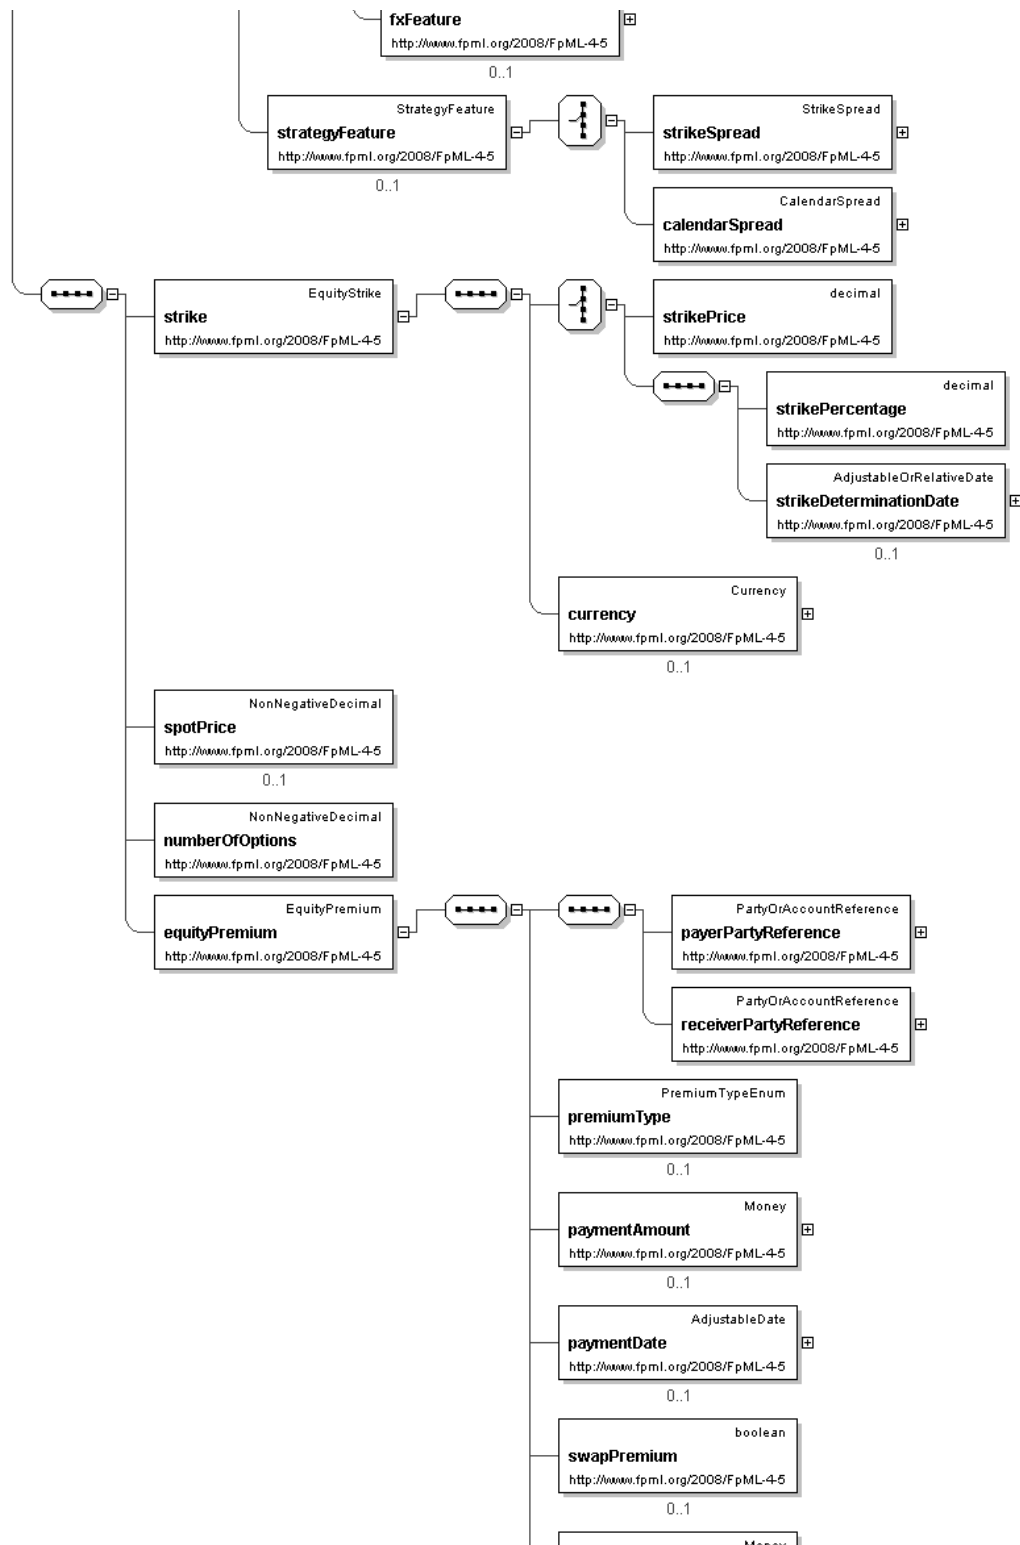 fxFeature
http://www.fpml.org/2008/FpML-4-5
0..1
StrategyFeature
strategyFeature
http://www.fpml.org/2008/FpML-4-5
0..1
StrikeSpread
strikeSpread
http://www.fpml.org/2008/FpML-4-5
CalendarSpread
calendarSpread
http://www.fpml.org/2008/FpML-4-5
EquityStrike
strike
http://www.fpml.org/2008/FpML-4-5
decimal
strikePrice
http://www.fpml.org/2008/FpML-4-5
decimal
strikePercentage
http://www.fpml.org/2008/FpML-4-5
AdjustableOrRelativeDate
strikeDeterminationDate
http://www.fpml.org/2008/FpML-4-5
0..1
Currency
currency
http://www.fpml.org/2008/FpML-4-5
0..1
NonNegativeDecimal
spotPrice
http://www.fpml.org/2008/FpML-4-5
0..1
NonNegativeDecimal
numberOfOptions
http://www.fpml.org/2008/FpML-4-5
EquityPremium
equityPremium
http://www.fpml.org/2008/FpML-4-5
PartyOrAccountReference
payerPartyReference
http://www.fpml.org/2008/FpML-4-5
PartyOrAccountReference
receiverPartyReference
http://www.fpml.org/2008/FpML-4-5
PremiumTypeEnum
premiumType
http://www.fpml.org/2008/FpML-4-5
0..1
Money
paymentAmount
http://www.fpml.org/2008/FpML-4-5
0..1
AdjustableDate
paymentDate
http://www.fpml.org/2008/FpML-4-5
0..1
boolean
swapPremium
http://www.fpml.org/2008/FpML-4-5
0..1
Money